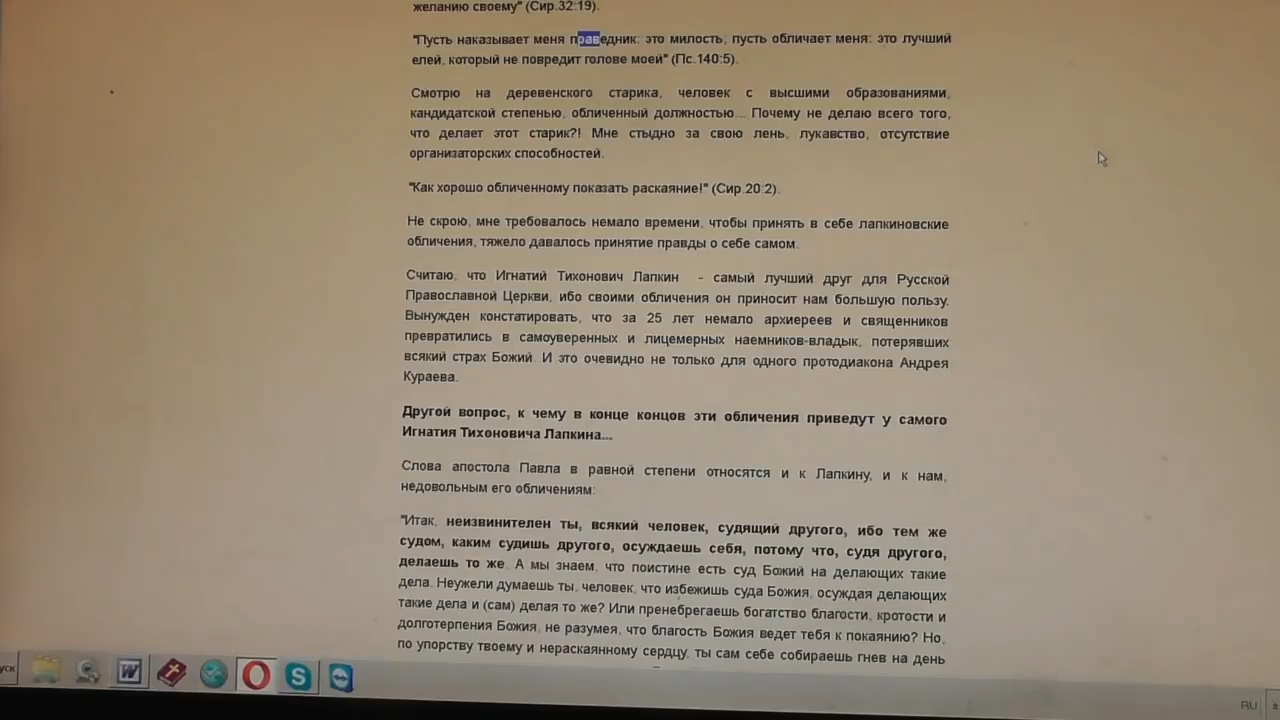 желанию своему" (Сир.32:19).
"Пусть наказывает меня праведник: это милость; пусть обличает меня: это лучший
елей, который не повредит голове моей" (Пс.140:5).
Смотрю на деревенского старика, человек с высшими образованиями,
кандидатской степенью, обличенный должностью... Почему не делаю всего того,
что делает этот старик?! Мне стыдно за свою лень, лукавство, отсутствие
организаторских способностей.
"Как хорошо обличенному показать раскаяние!" (Сир.20:2).
Не скрою, мне требовалось немало времени, чтобы принять в себе лапкиновские
обличения, тяжело давалось принятие правды о себе самом.
Считаю, что Игнатий Тихонович Лапкин - самый лучший друг для Русской
Православной Церкви, ибо своими обличения он приносит нам большую пользу.
Вынужден констатировать, что за 25 лет немало архиереев и священников
превратились в самоуверенных и лицемерных наемников-владык, потерявших
всякий страх Божий. И это очевидно не только для одного протодиакона Андрея
Кураева.
Другой вопрос, к чему в конце концов эти обличения приведут у самого
Игнатия Тихоновича Лапкина...
Слова апостола Павла в равной степени относятся и к Лапкину, и к нам,
недовольным его обличениям:
"Итак, неизвинителен ты, всякий человек, судящий другого, ибо тем же
судом, каким судишь другого, осуждаешь себя, потому что, судя другого,
делаешь то же. А мы знаем, что поистине есть суд Божий на делающих такие
дела. Неужели думаешь ты, человек, что избежишь суда Божия, осуждая делающих
такие дела и (сам) делая то же? Или пренебрегаешь богатство благости, кротости и
долготерпения Божия, не разумея, что благость Божия ведет тебя к покаянию? Но,
по упорству твоему и нераскаянному сердцу, ты сам себе собираешь гнев на день
уск
W
S
RU